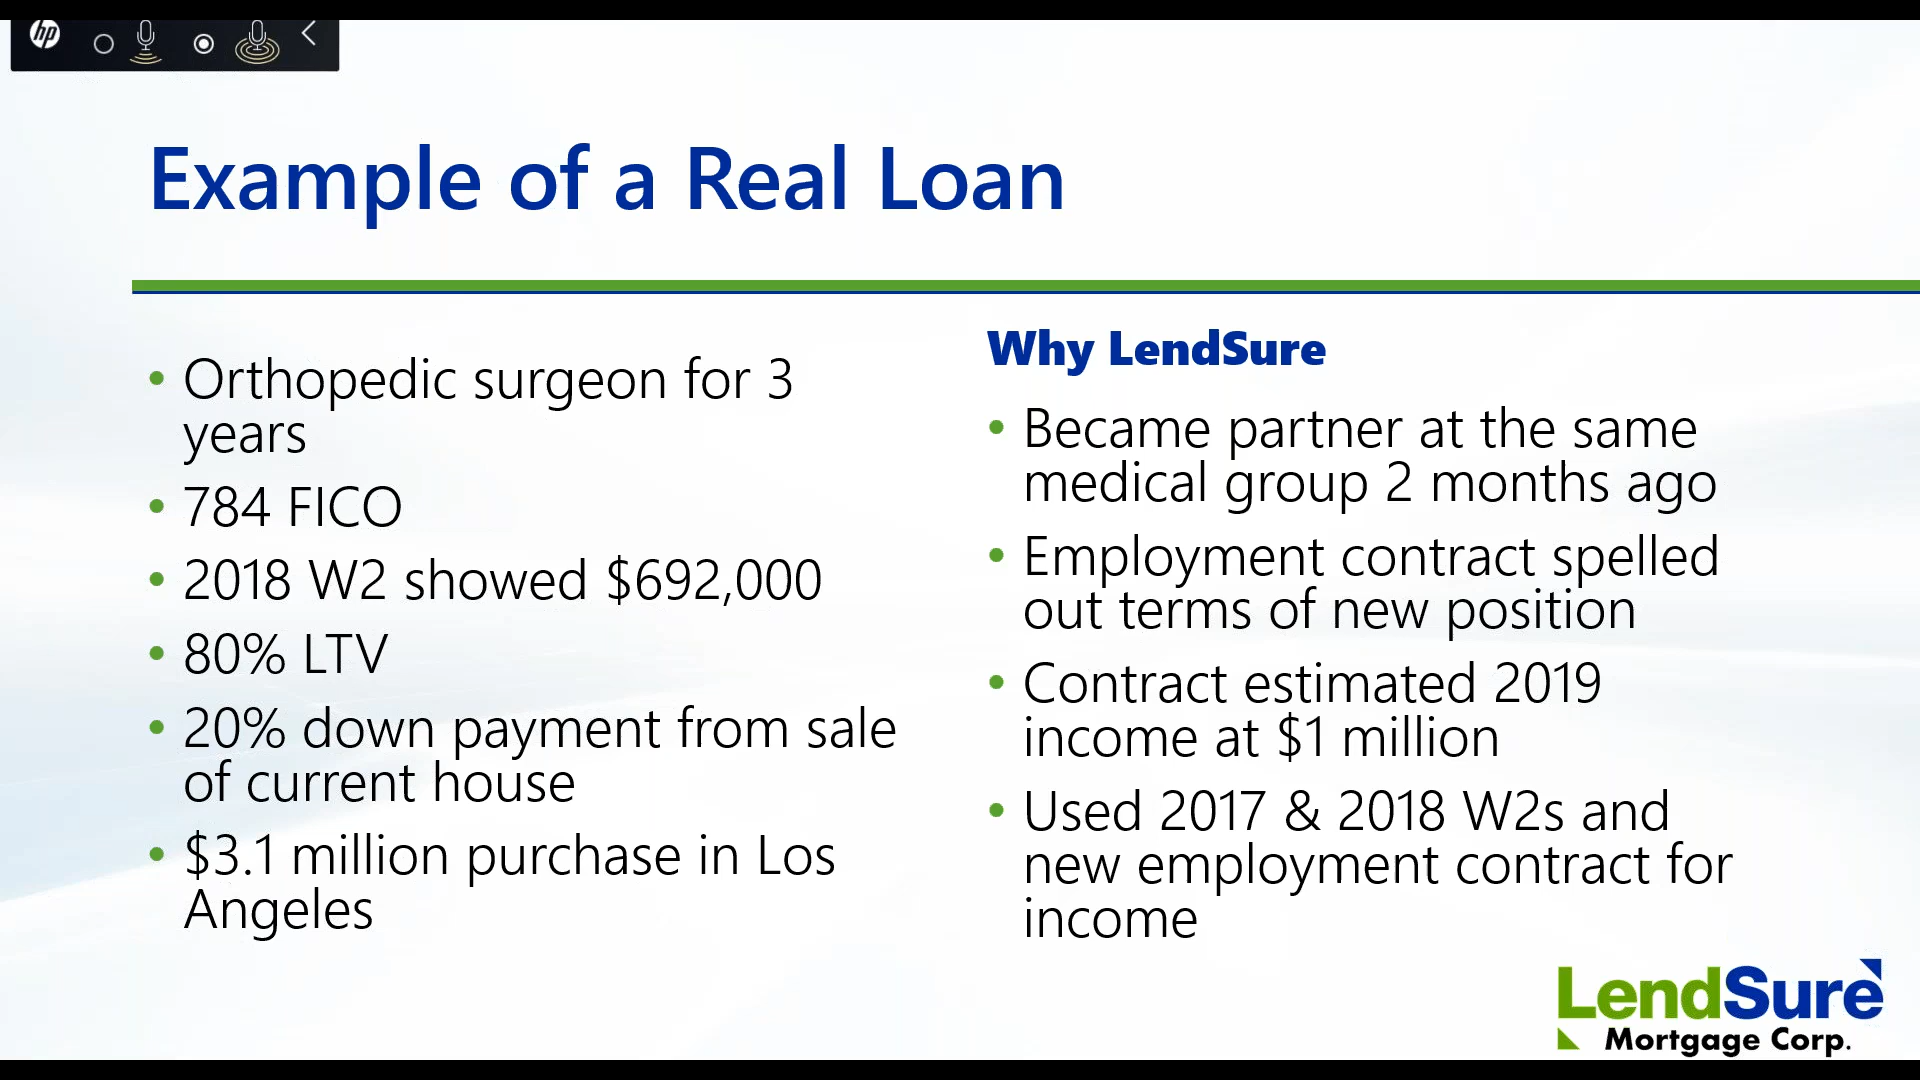 hp
Example of a Real Loan
• Orthopedic surgeon for 3
years
• 784 FICO
• 2018 W2 showed $692,000
• 80% LTV
• 20% down payment from sale
of current house
• $3.1 million purchase in Los
Angeles
Why LendSure
• Became partner at the same
medical group 2 months ago
• Employment contract spelled
out terms of new position
• Contract estimated 2019
income at $1 million
• Used 2017 & 2018 W2s and
new employment contract for
income
LendSure
Mortgage Corp.